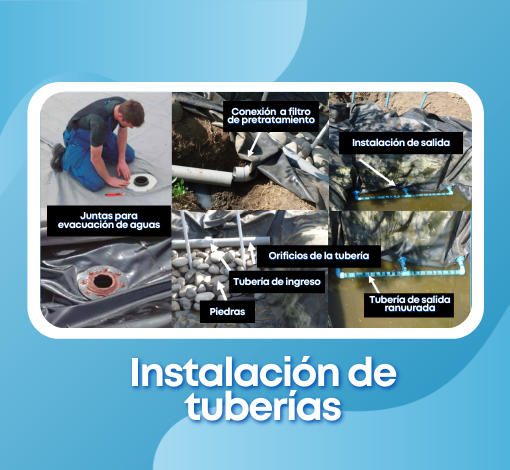 Conexión a filtro
de pretratamiento
Instalación de salida
Juntas para
evacuación de aguas
Orificios de la tubería
Tubería de ingreso
Piedras
Tubería de salida
ranuurada
Instalación de
tuberías